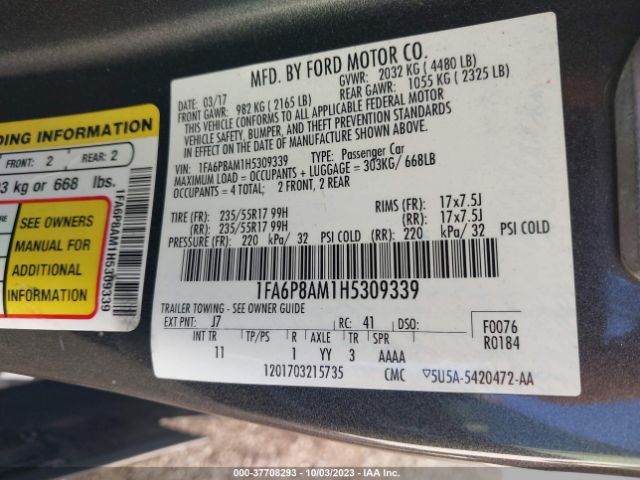 MFD. BY FORD MOTOR CO.
DATE: 03/17 GVWR: 2032 KG ( 4480 LB)
FRONT GAWR: 982 KG ( 2165 LB) REAR GAWR: 1055 KG ( 2325 LB)
THIS VEHICLE CONFORMS TO ALL APPLICABLE FEDERAL MOTOR
VEHICLE SAFETY, BUMPER, AND THEFT PREVENTION STANDARDS
IN EFFECT ON THE DATE OF MANUFACTURE SHOWN ABOVE.
VIN: 1FA6P8AM1H5309339 TYPE: Passenger Car
MAXIMUM LOAD = OCCUPANTS + LUGGAGE = 303KG/ 668LB
OCCUPANTS = 4 TOTAL; 2 FRONT, 2 REAR
TIRE (FR): 235/55R17 99H RIMS (FR): 17x7.5J
(RR): 235/55R17 99H (RR): 17x7.5J
PRESSURE (FR): 220 kPa/ 32 PSI COLD (RR): 220 kPa/ 32 PSI COLD
1FA6P8AM1H5309339
TRAILER TOWING - SEE OWNER GUIDE
EXT PNT: J7 RC: 41 DSO:
F0076
R0184
INT TR TP/PS R AXLE TR SPR
11 1 YY 3 AAAA
1201703215735 CMC 5U5A-5420472-AA
DING INFORMATION
FRONT: 2 REAR: 2
3 kg or 668 lbs.
SEE OWNERS
MANUAL FOR
ADDITIONAL
INFORMATION
1FA6P8AM1H5309339
000-37708293 - 10/03/2023 - IAA Inc.